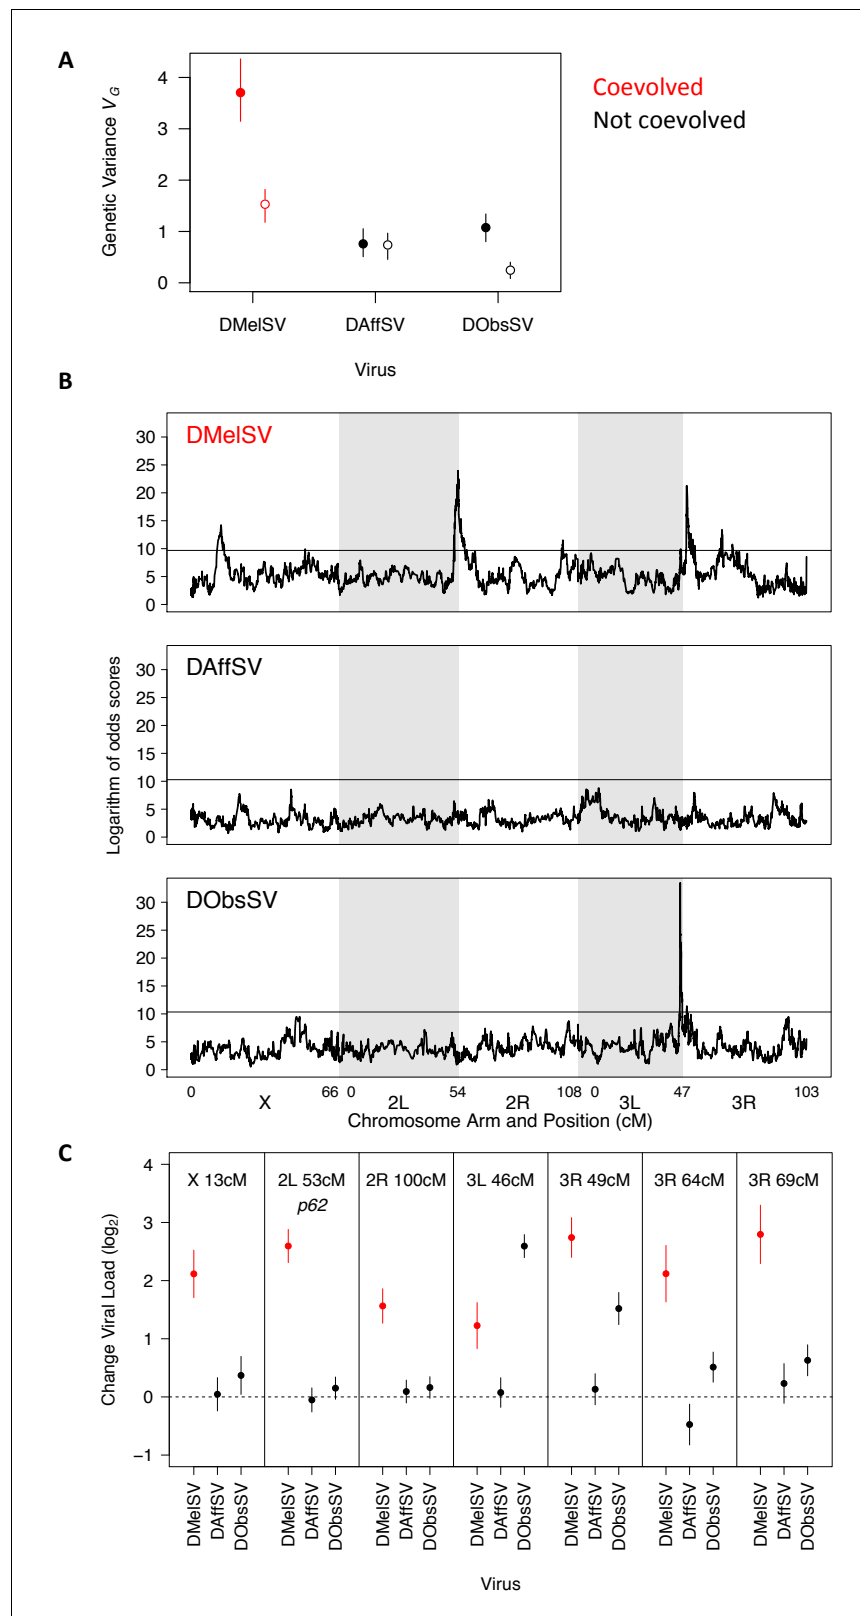 A
Genetic Variance V_G
4
3
2
1
0
DMelSV DAffSV DObsSV
Virus
Coevolved
Not coevolved
B
Logarithm of odds scores
DMelSV
30
25
20
15
10
5
0
DAffSV
30
25
20
15
10
5
0
DObsSV
30
25
20
15
10
5
0
0 66 0 54 108 0 47 103
X 2L 2R 3L 3R
Chromosome Arm and Position (cM)
C
Change Viral Load (log₂)
4
3
2
1
0
−1
X 13cM 2L 53cM 2R 100cM 3L 46cM 3R 49cM 3R 64cM 3R 69cM
p62
DMelSV DAffSV DObsSV DMelSV DAffSV DObsSV DMelSV DAffSV DObsSV DMelSV DAffSV DObsSV DMelSV DAffSV DObsSV DMelSV DAffSV DObsSV DMelSV DAffSV DObsSV
Virus